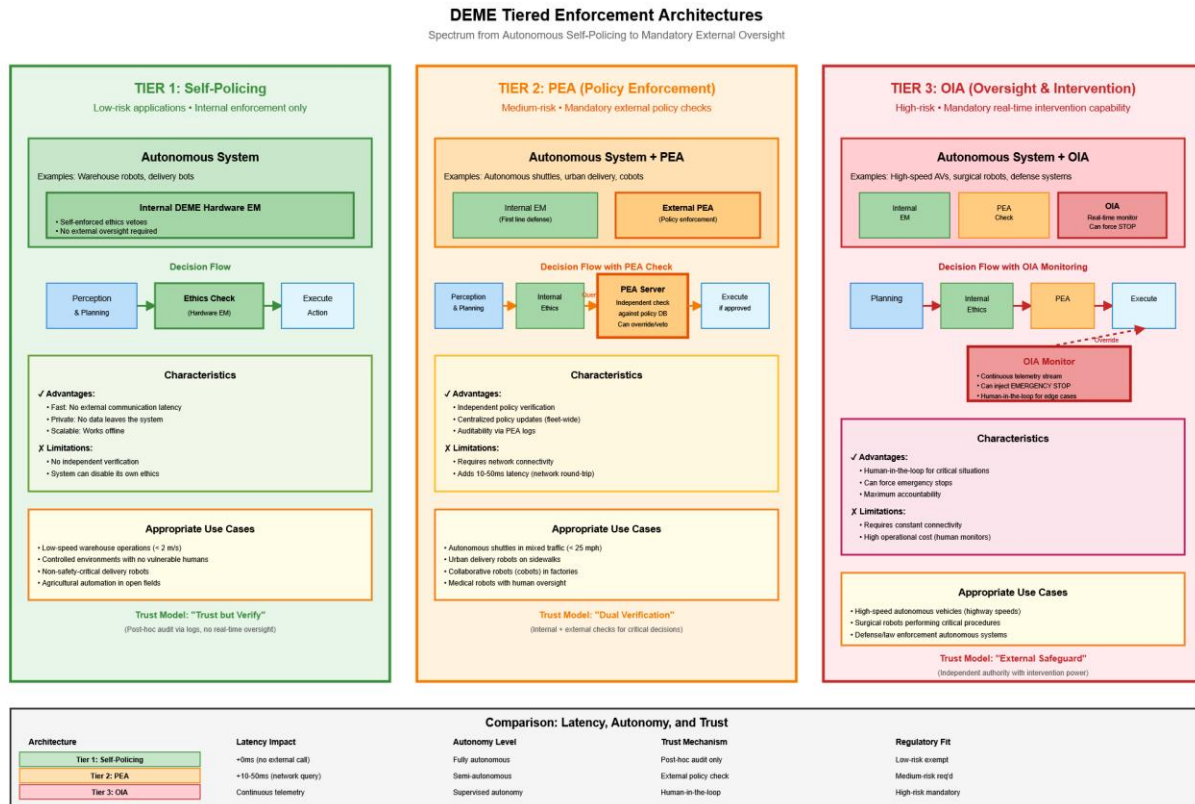 DEME Tiered Enforcement Architectures
Spectrum from Autonomous Self-Policing to Mandatory External Oversight
TIER 1: Self-Policing
Low-risk applications • Internal enforcement only
Autonomous System
Examples: Warehouse robots, delivery bots
Internal DEME Hardware EM
• Self-enforced ethics vetoes
• No external oversight required
Decision Flow
Perception
& Planning
Ethics Check
(Hardware EM)
Execute
Action
Characteristics
✓ Advantages:
• Fast: No external communication latency
• Private: No data leaves the system
• Scalable: Works offline
✗ Limitations:
• No independent verification
• System can disable its own ethics
Appropriate Use Cases
• Low-speed warehouse operations (< 2 m/s)
• Controlled environments with no vulnerable humans
• Non-safety-critical delivery robots
• Agricultural automation in open fields
Trust Model: "Trust but Verify"
(Post-hoc audit via logs, no real-time oversight)
TIER 2: PEA (Policy Enforcement)
Medium-risk • Mandatory external policy checks
Autonomous System + PEA
Examples: Autonomous shuttles, urban delivery, cobots
Internal EM
(First line defense)
External PEA
(Policy enforcement)
Decision Flow with PEA Check
Perception
& Planning
Internal
Ethics
PEA Server
Independent check
against policy DB
Can override/veto
Execute
if approved
Characteristics
✓ Advantages:
• Independent policy verification
• Centralized policy updates (fleet-wide)
• Auditability via PEA logs
✗ Limitations:
• Requires network connectivity
• Adds 10-50ms latency (network round-trip)
Appropriate Use Cases
• Autonomous shuttles in mixed traffic (< 25 mph)
• Urban delivery robots on sidewalks
• Collaborative robots (cobots) in factories
• Medical robots with human oversight
Trust Model: "Dual Verification"
(Internal + external checks for critical decisions)
TIER 3: OIA (Oversight & Intervention)
High-risk • Mandatory real-time intervention capability
Autonomous System + OIA
Examples: High-speed AVs, surgical robots, defense systems
Internal
EM
PEA
Check
OIA
Real-time monitor
Can force STOP
Decision Flow with OIA Monitoring
Planning
Internal
Ethics
PEA
Execute
Override
OIA Monitor
• Continuous telemetry stream
• Can inject EMERGENCY STOP
• Human-in-the-loop for edge cases
Characteristics
✓ Advantages:
• Human-in-the-loop for critical situations
• Can force emergency stops
• Maximum accountability
✗ Limitations:
• Requires constant connectivity
• High operational cost (human monitors)
Appropriate Use Cases
• High-speed autonomous vehicles (highway speeds)
• Surgical robots performing critical procedures
• Defense/law enforcement autonomous systems
Trust Model: "External Safeguard"
(Independent authority with intervention power)
Comparison: Latency, Autonomy, and Trust
Architecture Latency Impact Autonomy Level Trust Mechanism Regulatory Fit
Tier 1: Self-Policing +0ms (no external call) Fully autonomous Post-hoc audit only Low-risk exempt
Tier 2: PEA +10-50ms (network query) Semi-autonomous External policy check Medium-risk req'd
Tier 3: OIA Continuous telemetry Supervised autonomy Human-in-the-loop High-risk mandatory